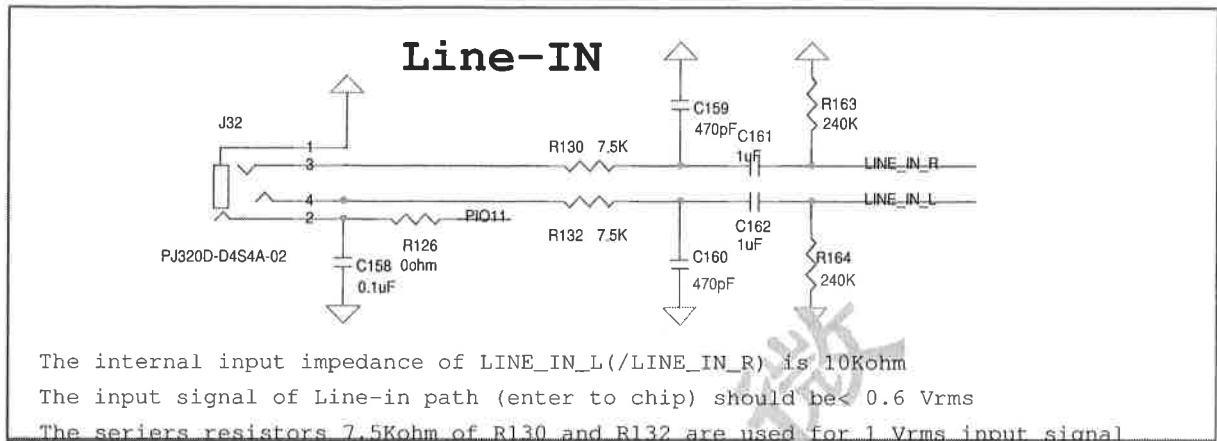 Line-IN
J32
1
3
4
2
PJ320D-D4S4A-02
C158
0.1uF
R126
0ohm
PIO11
R130 7.5K
R132 7.5K
C159
470pF
C161
1uF
R163
240K
LINE_IN_R
LINE_IN_L
C162
1uF
C160
470pF
R164
240K
The internal input impedance of LINE_IN_L(/LINE_IN_R) is 10Kohm
The input signal of Line-in path (enter to chip) should be< 0.6 Vrms
The seriers resistors 7.5Kohm of R130 and R132 are used for 1 Vrms input signal